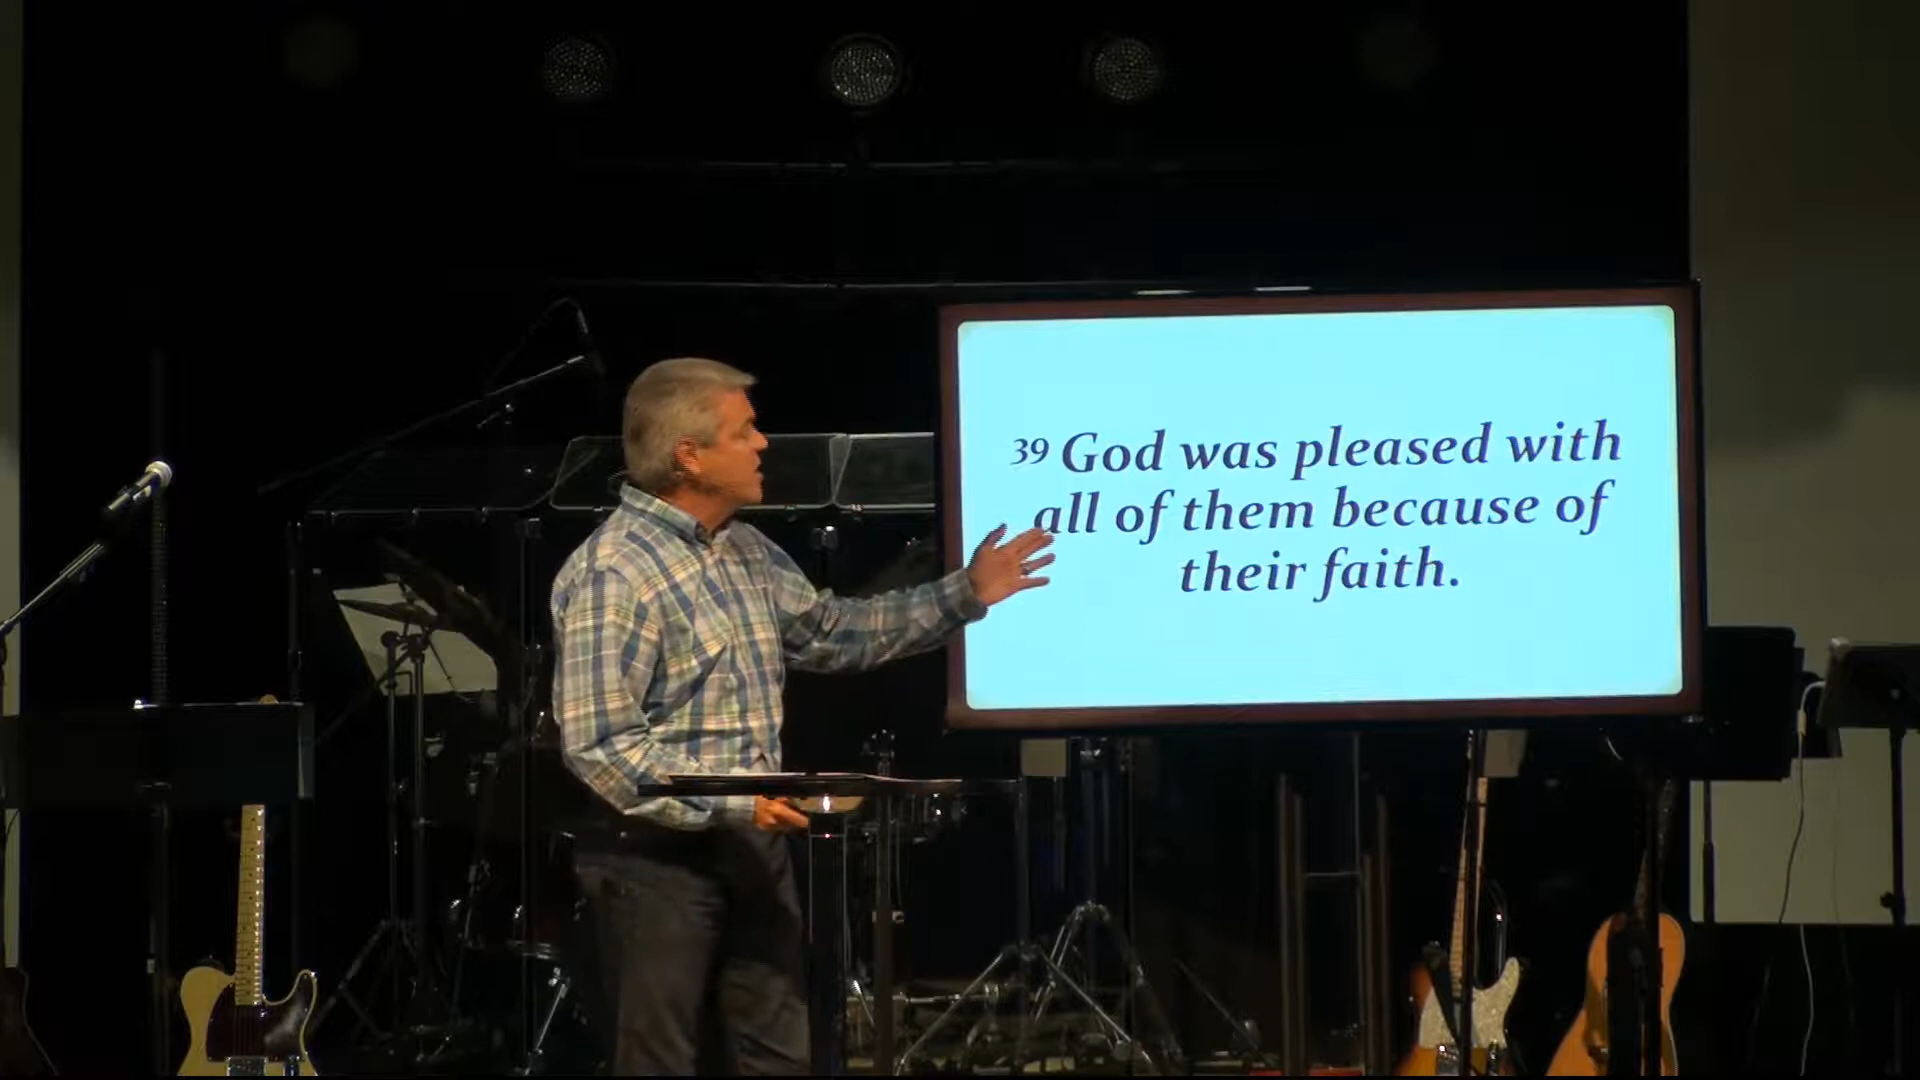 39 God was pleased with
all of them because of
their faith.